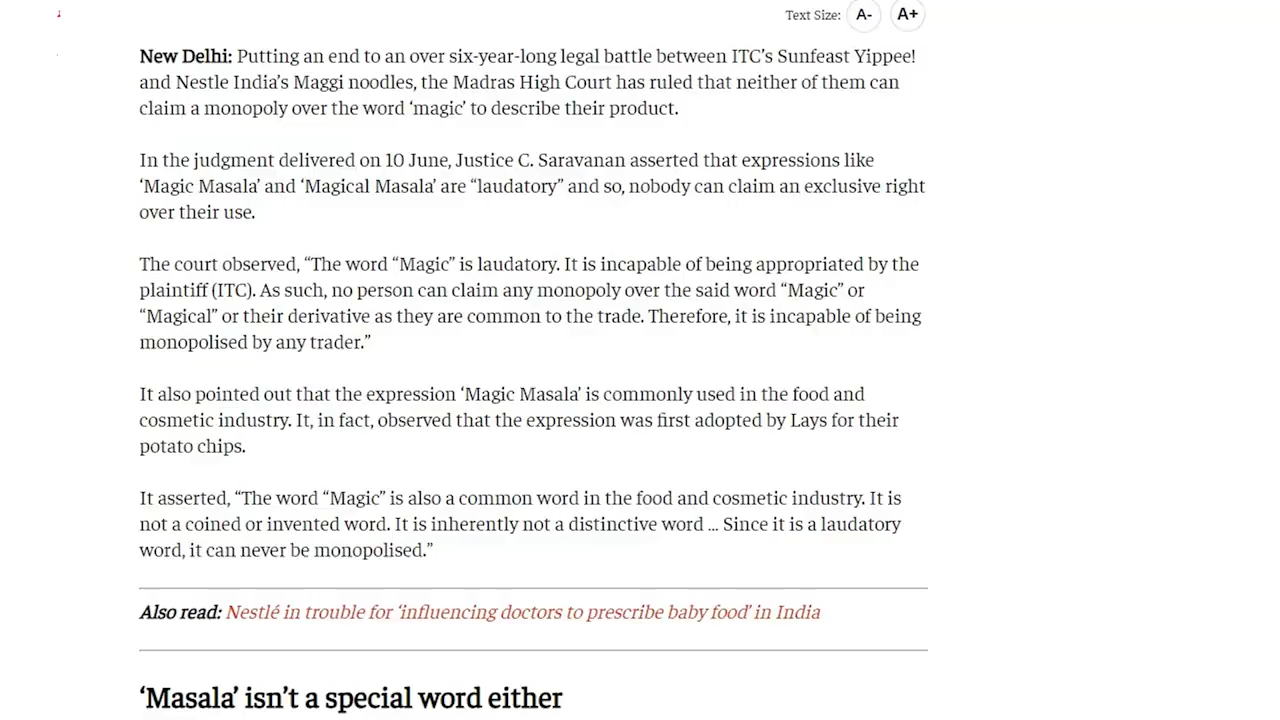 Text Size: A- A+
New Delhi: Putting an end to an over six-year-long legal battle between ITC’s Sunfeast Yippee!
and Nestle India’s Maggi noodles, the Madras High Court has ruled that neither of them can
claim a monopoly over the word ‘magic’ to describe their product.
In the judgment delivered on 10 June, Justice C. Saravanan asserted that expressions like
‘Magic Masala’ and ‘Magical Masala’ are “laudatory” and so, nobody can claim an exclusive right
over their use.
The court observed, “The word “Magic” is laudatory. It is incapable of being appropriated by the
plaintiff (ITC). As such, no person can claim any monopoly over the said word “Magic” or
“Magical” or their derivative as they are common to the trade. Therefore, it is incapable of being
monopolised by any trader.”
It also pointed out that the expression ‘Magic Masala’ is commonly used in the food and
cosmetic industry. It, in fact, observed that the expression was first adopted by Lays for their
potato chips.
It asserted, “The word “Magic” is also a common word in the food and cosmetic industry. It is
not a coined or invented word. It is inherently not a distinctive word ... Since it is a laudatory
word, it can never be monopolised.”
Also read: Nestlé in trouble for ‘influencing doctors to prescribe baby food’ in India
‘Masala’ isn’t a special word either